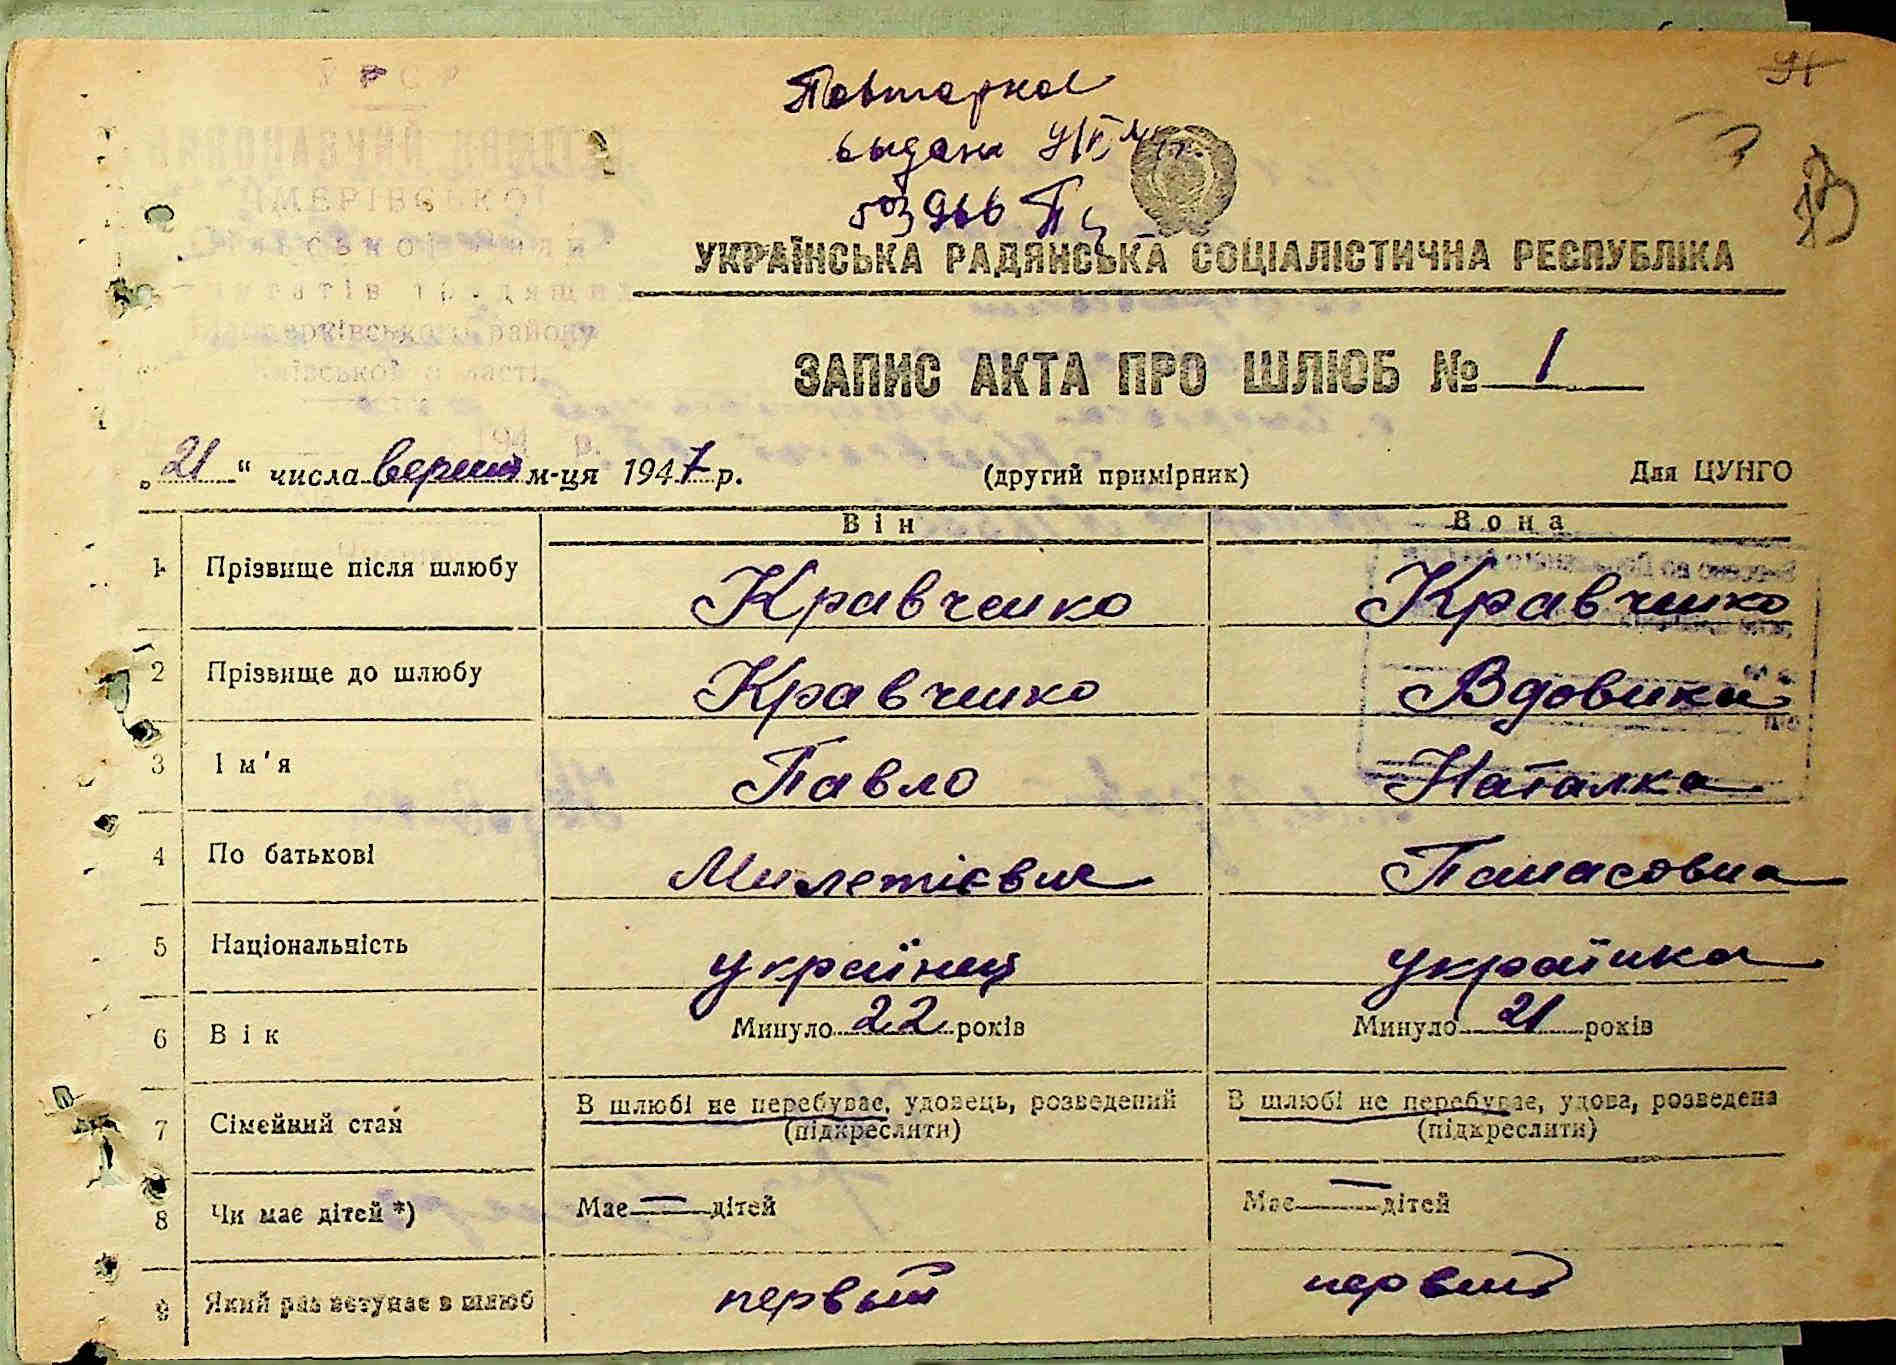 Повторное
выдана
503966
УКРАЇНСЬКА РАДЯНСЬКА СОЦІАЛІСТИЧНА РЕСПУБЛІКА
ЗАПИС АКТА ПРО ШЛЮБ № 1
„21“ числа вересня м-ця 1947 р. (другий примірник) Для ЦУНГО
Він Вона
1 Прізвище після шлюбу Кравченко Кравченко
2 Прізвище до шлюбу Кравченко Вдовика
3 Ім'я Павло Наталка
4 По батькові Милетієвич Панасовна
5 Національність українец українка
6 Вік Минуло 22 років Минуло 21 років
7 Сімейний стан В шлюбі не перебуває, удовець, розведений В шлюбі не перебуває, удова, розведена
(підкреслити) (підкреслити)
8 Чи має дітей *) Має — дітей Має — дітей
9 Який раз вступає в шлюб первый первый